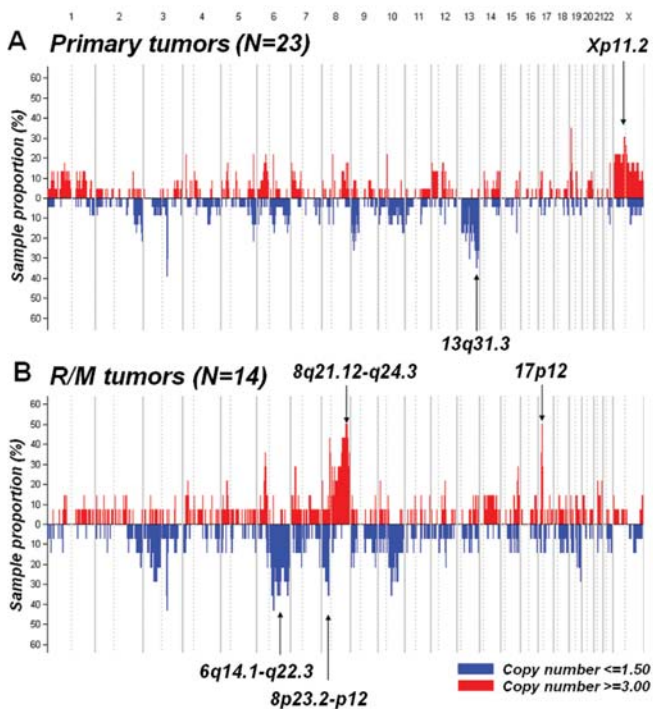 1 2 3 4 5 6 7 8 9 10 11 12 13 14 15 16 17 18 19 20 21 22 X
A Primary tumors (N=23)
Xp11.2
Sample proportion (%)
60
50
40
30
20
10
0
10
20
30
40
50
60
13q31.3
B R/M tumors (N=14)
8q21.12-q24.3
17p12
Sample proportion (%)
60
50
40
30
20
10
0
10
20
30
40
50
60
6q14.1-q22.3
8p23.2-p12
Copy number <=1.50
Copy number >=3.00